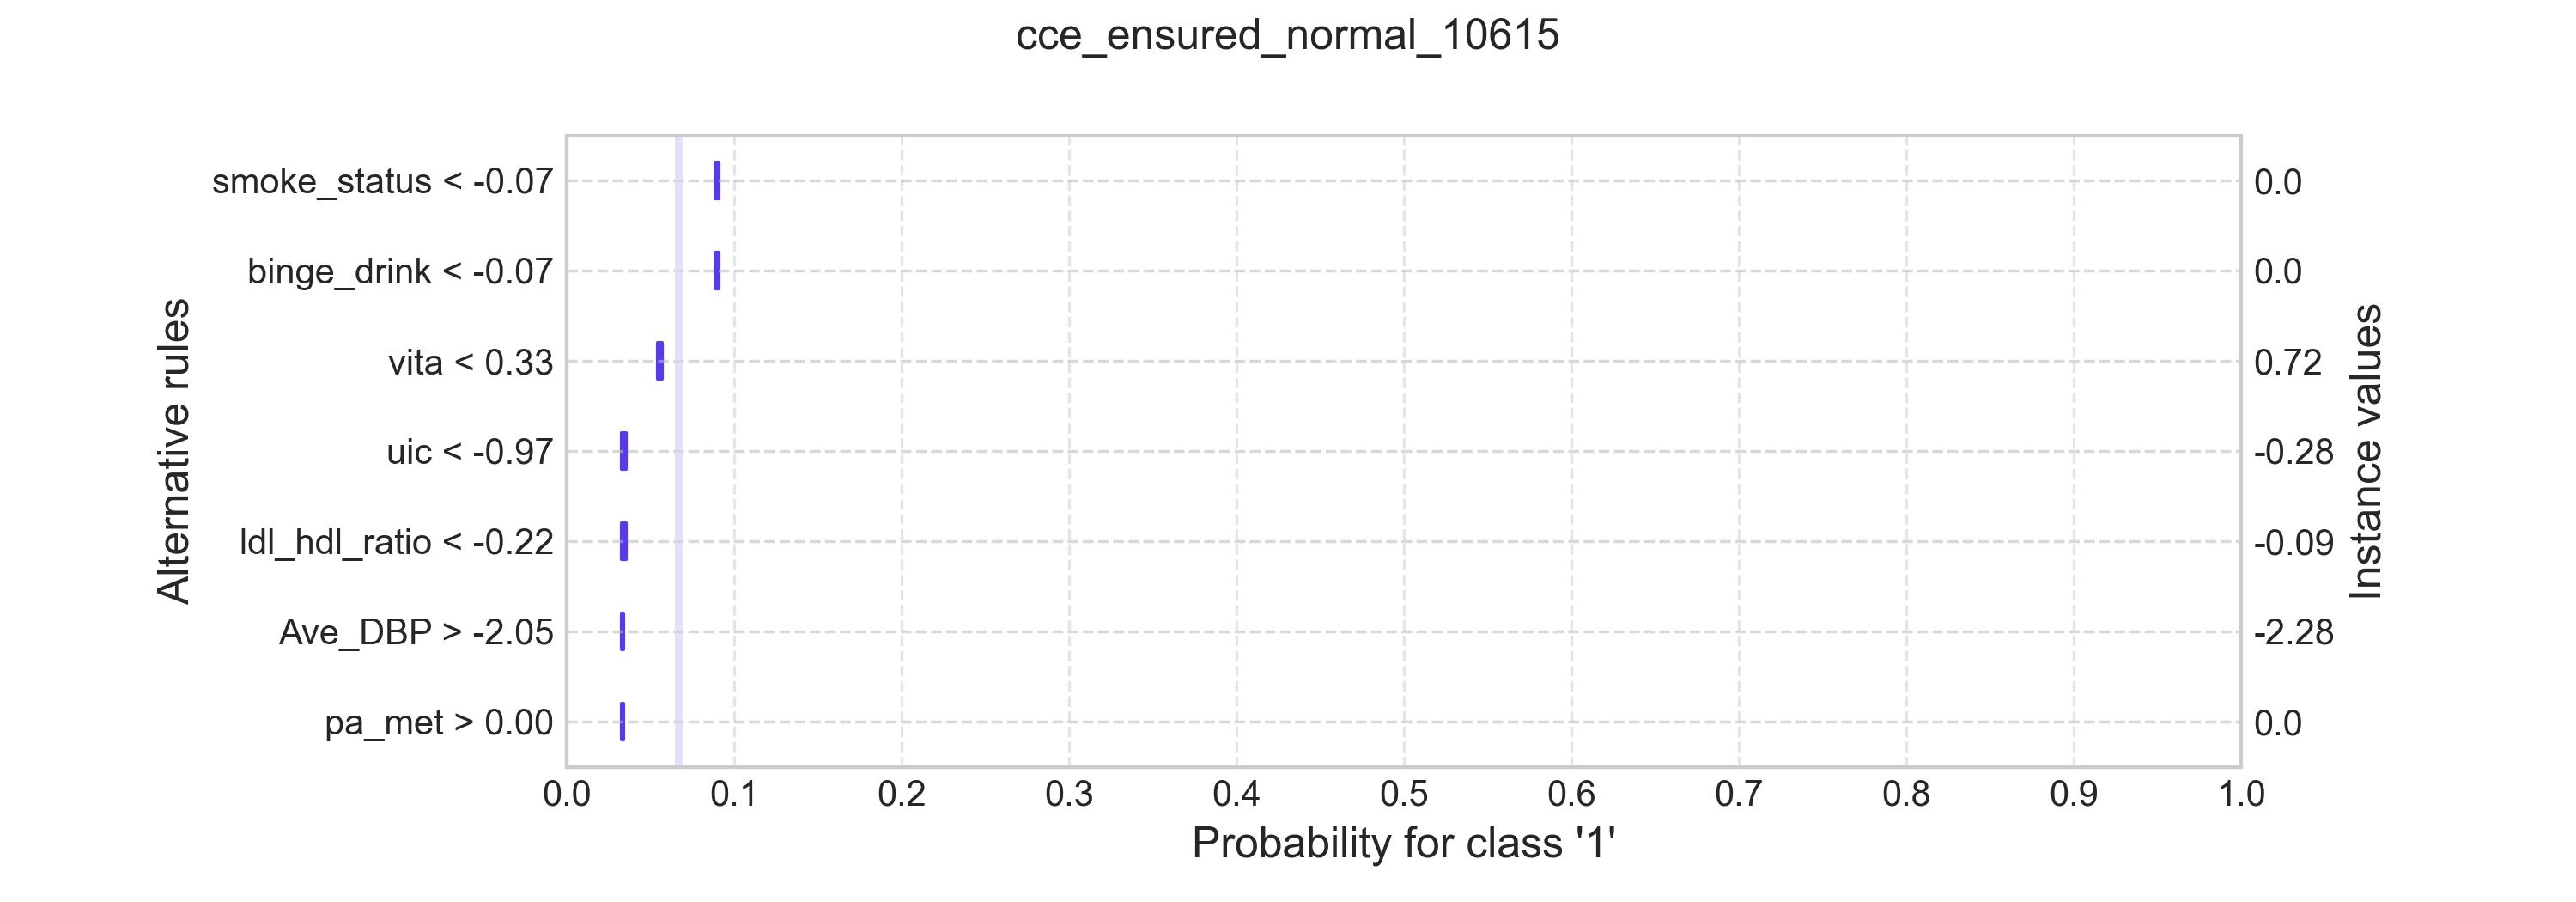 cce_ensured_normal_10615
Alternative rules
smoke_status < -0.07
0.0
binge_drink < -0.07
0.0
vita < 0.33
0.72
uic < -0.97
-0.28
ldl_hdl_ratio < -0.22
-0.09
Ave_DBP > -2.05
-2.28
pa_met > 0.00
0.0
Instance values
0.0 0.1 0.2 0.3 0.4 0.5 0.6 0.7 0.8 0.9 1.0
Probability for class '1'